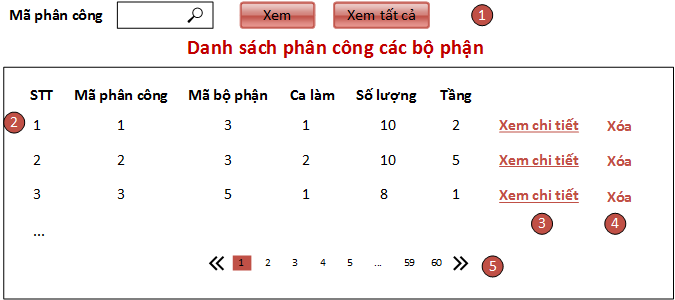 Mã phân công Xem Xem tất cả 1
Danh sách phân công các bộ phận
STT Mã phân công Mã bộ phận Ca làm Số lượng Tầng
2 1 1 3 1 10 2 Xem chi tiết Xóa
2 2 3 2 10 5 Xem chi tiết Xóa
3 3 5 1 8 1 Xem chi tiết Xóa
... 3 4
1 2 3 4 5 ... 59 60 5